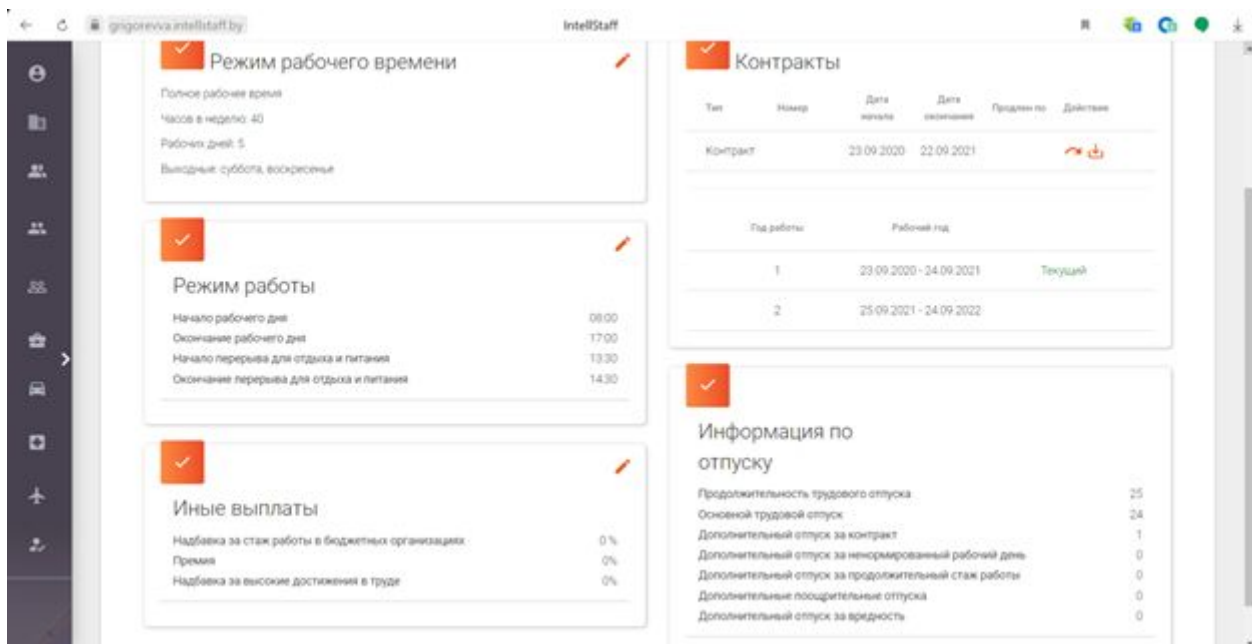 grigorevva.intellstaff.by
IntellStaff
Режим рабочего времени
Полное рабочее время
Часов в неделю: 40
Рабочих дней: 5
Выходные: суббота, воскресенье
Режим работы
Начало рабочего дня 08:00
Окончание рабочего дня 17:00
Начало перерыва для отдыха и питания 13:30
Окончание перерыва для отдыха и питания 14:30
Иные выплаты
Надбавка за стаж работы в бюджетных организациях 0 %
Премия 0%
Надбавка за высокие достижения в труде 0%
Контракты
Тип Номер Дата начала Дата окончания Продлен по Действие
Контракт 23.09.2020 22.09.2021
Год работы Рабочий год
1 23.09.2020 - 24.09.2021 Текущий
2 25.09.2021 - 24.09.2022
Информация по
отпуску
Продолжительность трудового отпуска 25
Основной трудовой отпуск 24
Дополнительный отпуск за контракт 1
Дополнительный отпуск за ненормированный рабочий день 0
Дополнительный отпуск за продолжительный стаж работы 0
Дополнительные поощрительные отпуска 0
Дополнительный отпуск за вредность 0